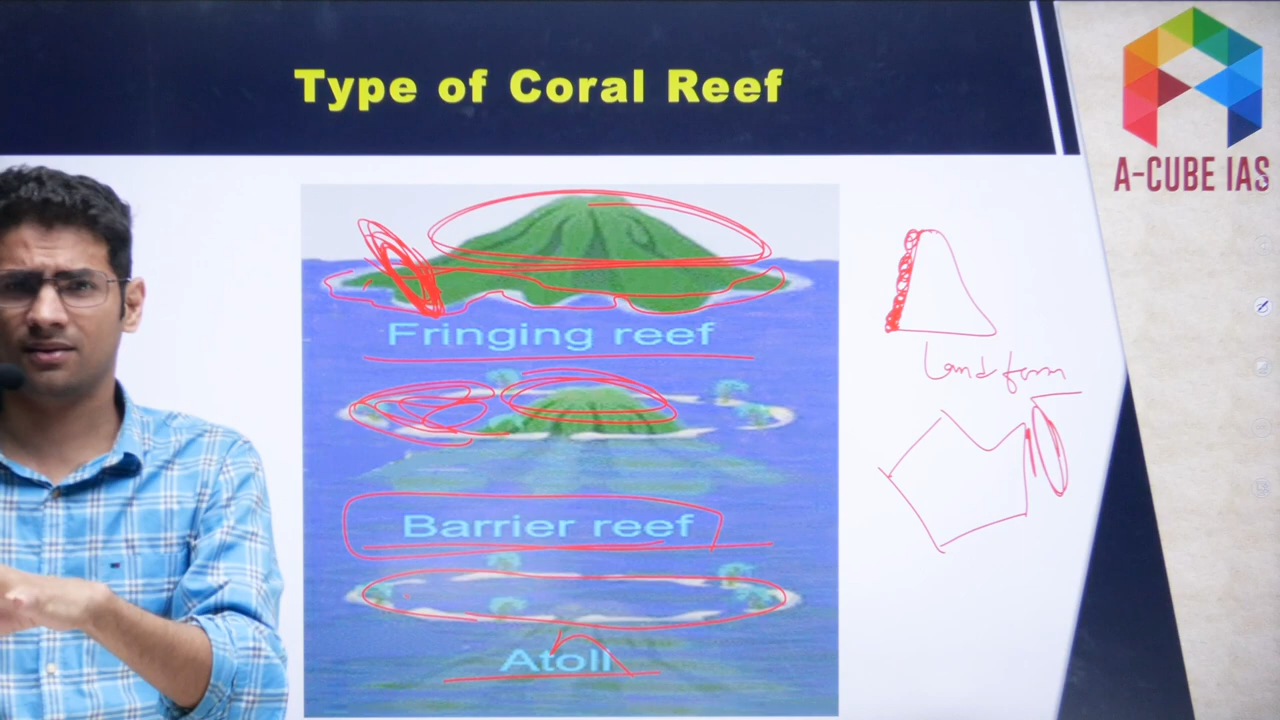 Type of Coral Reef
A-CUBE IAS
Fringing reef
Land form
Barrier reef
Atoll